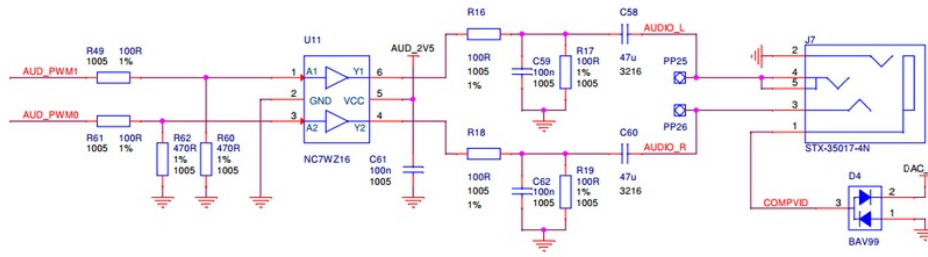 AUD_PWM1
R49 100R
1005 1%
AUD_PWM0
R61 100R
1005 1%
R62
470R
1%
1005
R60
470R
1%
1005
U11
1 A1 Y1 6
2 GND VCC 5
3 A2 Y2 4
NC7WZ16
AUD_2V5
C61
100n
1005
R16
100R
1005
1%
C59
100n
1005
R17
100R
1%
1005
C58
47u
3216
AUDIO_L
R18
100R
1005
1%
C62
100n
1005
R19
100R
1%
1005
C60
47u
3216
AUDIO_R
PP25
PP26
J7
2
4
5
3
1
STX-35017-4N
COMPVID
D4
3
2
1
BAV99
DAC_